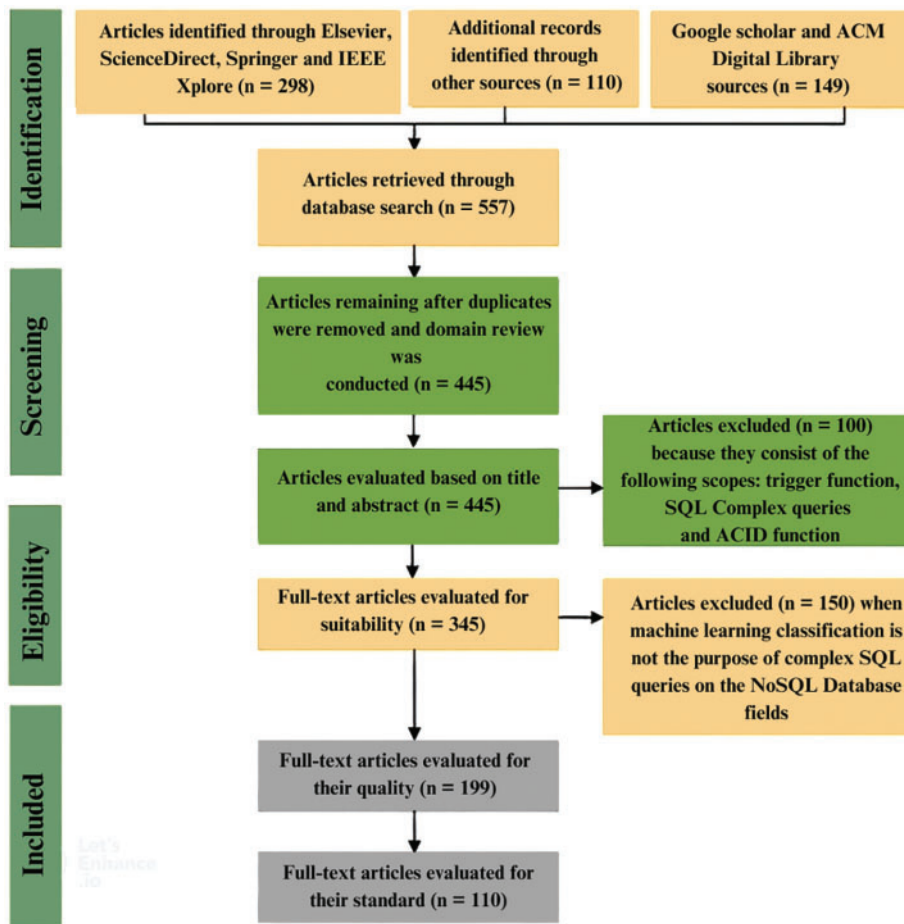 Identification
Articles identified through Elsevier,
ScienceDirect, Springer and IEEE
Xplore (n = 298)
Additional records
identified through
other sources (n = 110)
Google scholar and ACM
Digital Library
sources (n = 149)
Articles retrieved through
database search (n = 557)
Screening
Articles remaining after duplicates
were removed and domain review
was
conducted (n = 445)
Articles evaluated based on title
and abstract (n = 445)
Articles excluded (n = 100)
because they consist of the
following scopes: trigger function,
SQL Complex queries
and ACID function
Eligibility
Full-text articles evaluated for
suitability (n = 345)
Articles excluded (n = 150) when
machine learning classification is
not the purpose of complex SQL
queries on the NoSQL Database
fields
Included
Full-text articles evaluated for
their quality (n = 199)
Full-text articles evaluated for
their standard (n = 110)
Let's
Enhance
.io